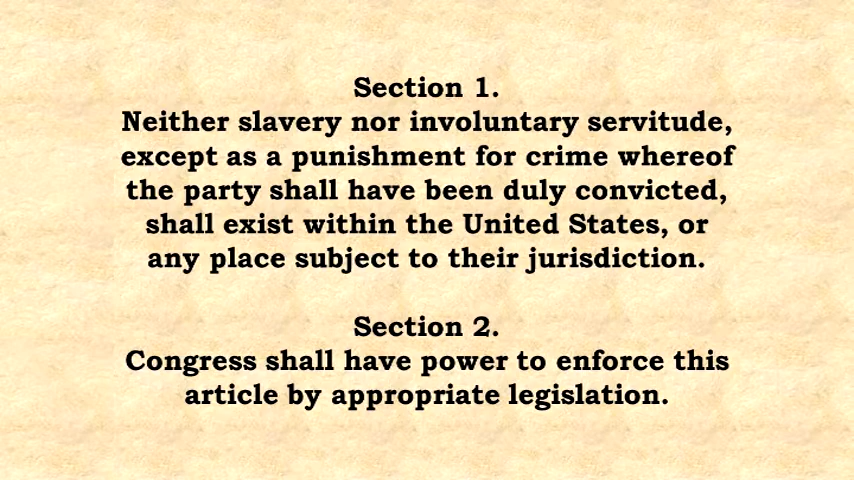 Section 1.
Neither slavery nor involuntary servitude,
except as a punishment for crime whereof
the party shall have been duly convicted,
shall exist within the United States, or
any place subject to their jurisdiction.
Section 2.
Congress shall have power to enforce this
article by appropriate legislation.